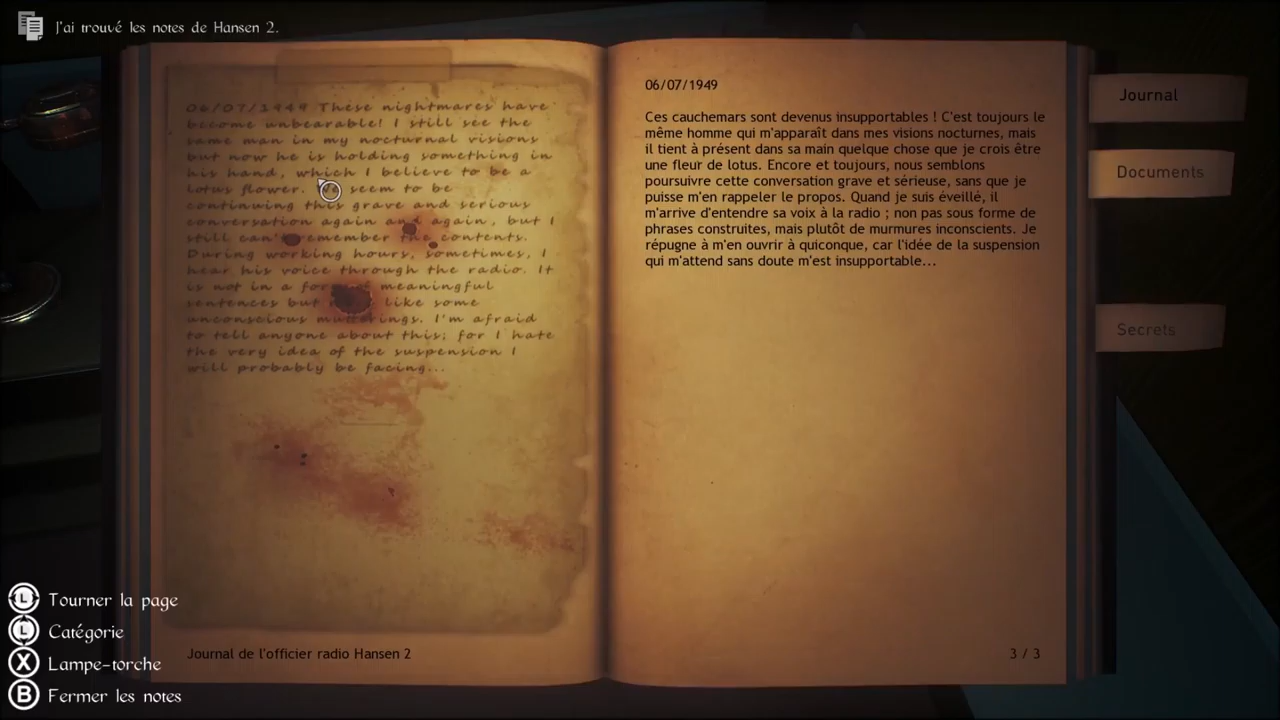 J'ai trouvé les notes de Hansen 2.
06/07/1949 These nightmares have
become unbearable! I still see the
same man in my nocturnal visions
but now he is holding something in
his hand, which I believe to be a
lotus flower. seem to be
continuing this grave and serious
conversation again and again, but I
still can't remember the contents.
During working hours, sometimes, I
hear his voice through the radio. It
is not in a meaningful
sentences but like some
unconscious mutterings. I'm afraid
to tell anyone about this; for I hate
the very idea of the suspension I
will probably be facing...
Journal de l'officier radio Hansen 2
06/07/1949
Ces cauchemars sont devenus insupportables ! C'est toujours le
même homme qui m'apparaît dans mes visions nocturnes, mais
il tient à présent dans sa main quelque chose que je crois être
une fleur de lotus. Encore et toujours, nous semblons
poursuivre cette conversation grave et sérieuse, sans que je
puisse m'en rappeler le propos. Quand je suis éveillé, il
m'arrive d'entendre sa voix à la radio ; non pas sous forme de
phrases construites, mais plutôt de murmures inconscients. Je
répugne à m'en ouvrir à quiconque, car l'idée de la suspension
qui m'attend sans doute m'est insupportable...
3 / 3
Journal
Documents
Secrets
L Tourner la page
L Catégorie
X Lampe-torche
B Fermer les notes